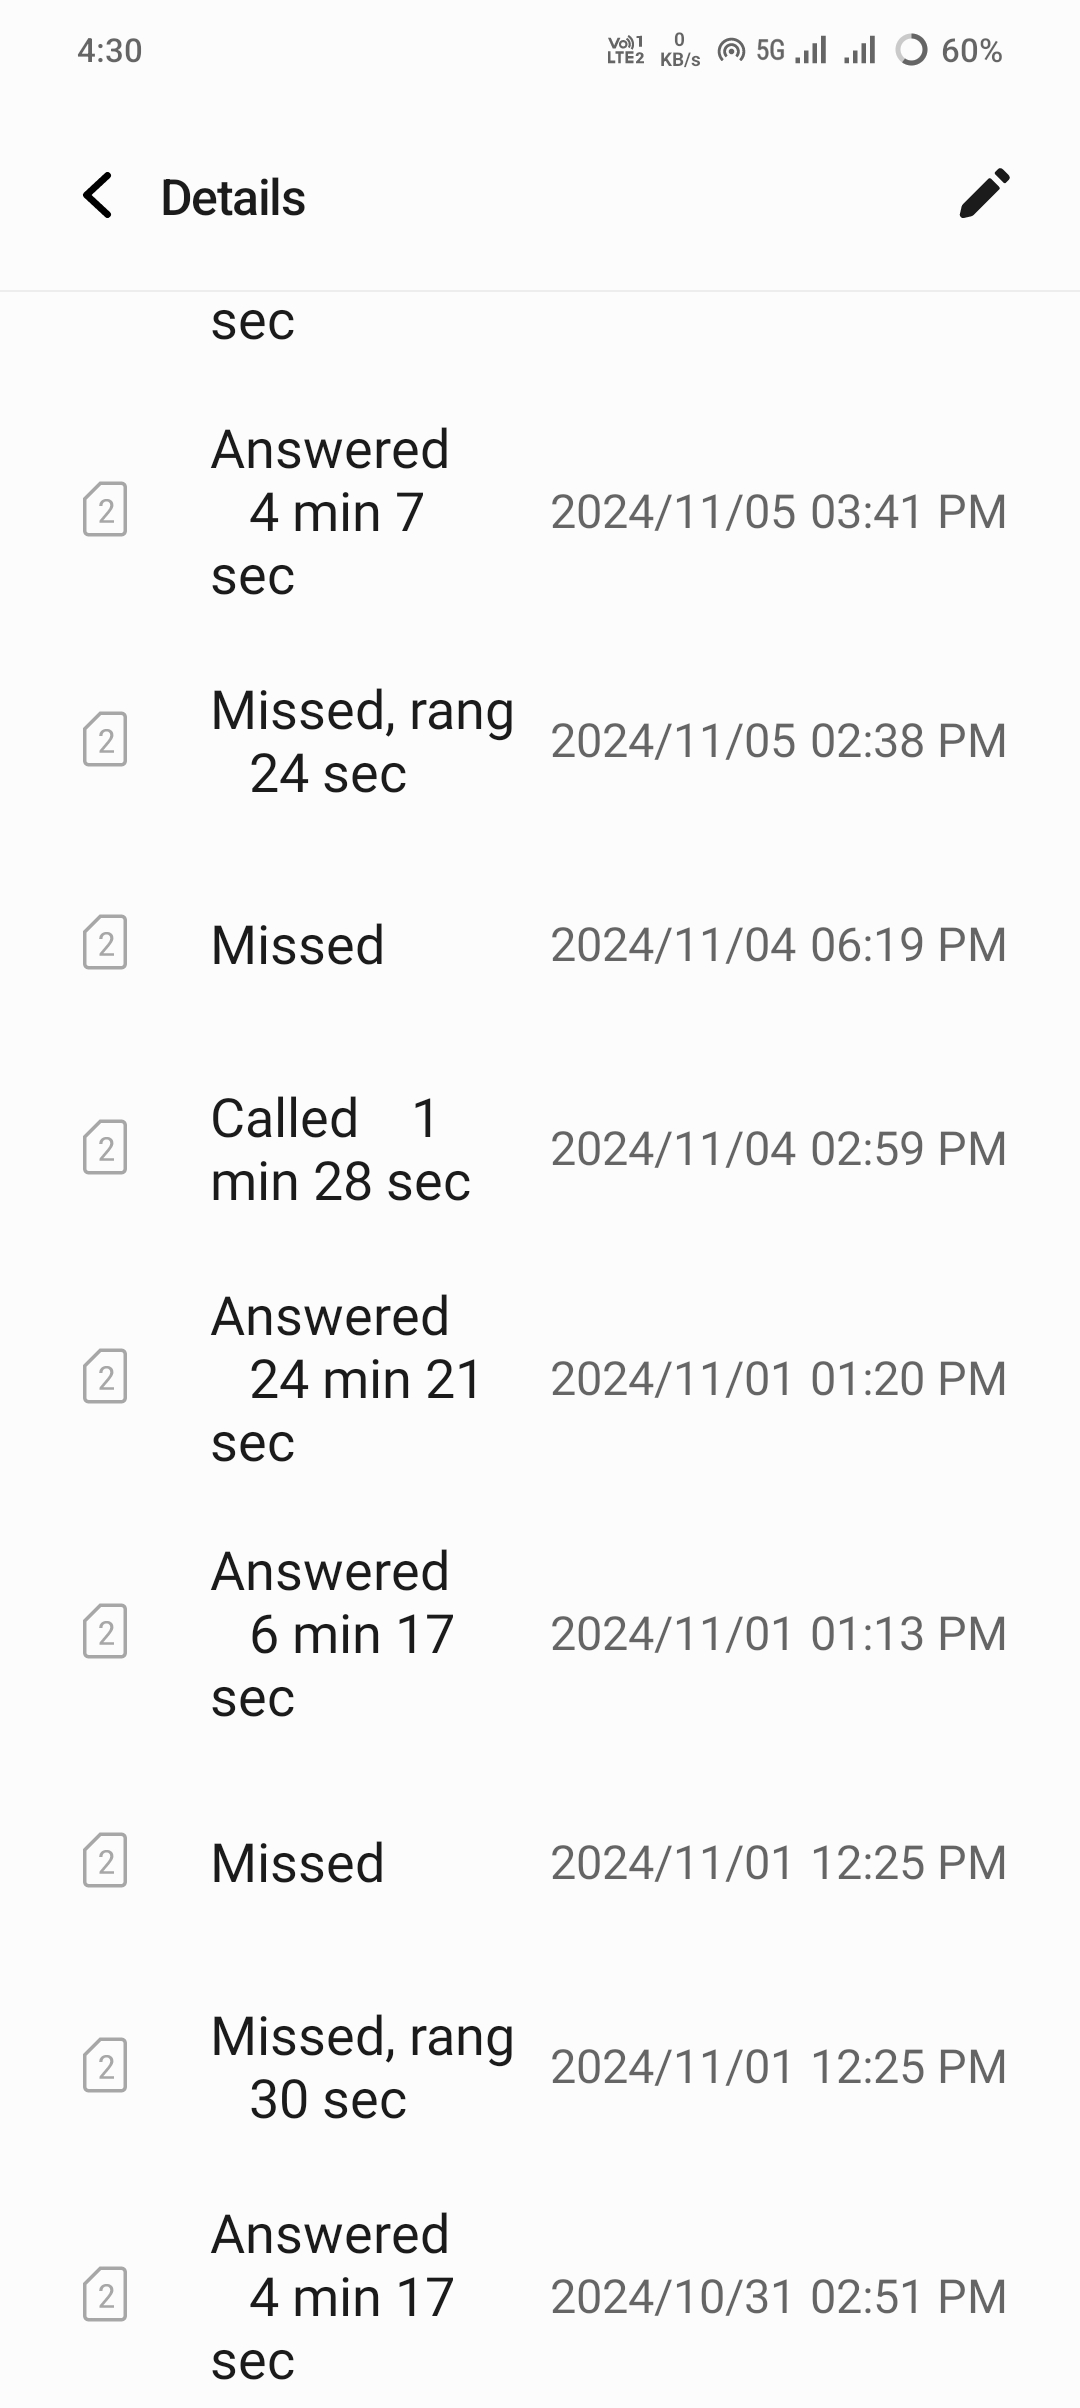 4:30
Vo)) 1
LTE2
0
KB/s
5G
60%
Details
sec
Answered
4 min 7
sec
2
2024/11/05 03:41 PM
Missed, rang
24 sec
2
2024/11/05 02:38 PM
2
Missed
2024/11/04 06:19 PM
Called 1
min 28 sec
2
2024/11/04 02:59 PM
Answered
24 min 21
sec
2
2024/11/01 01:20 PM
Answered
6 min 17
sec
2
2024/11/01 01:13 PM
2
Missed
2024/11/01 12:25 PM
Missed, rang
30 sec
2
2024/11/01 12:25 PM
Answered
4 min 17
sec
2
2024/10/31 02:51 PM